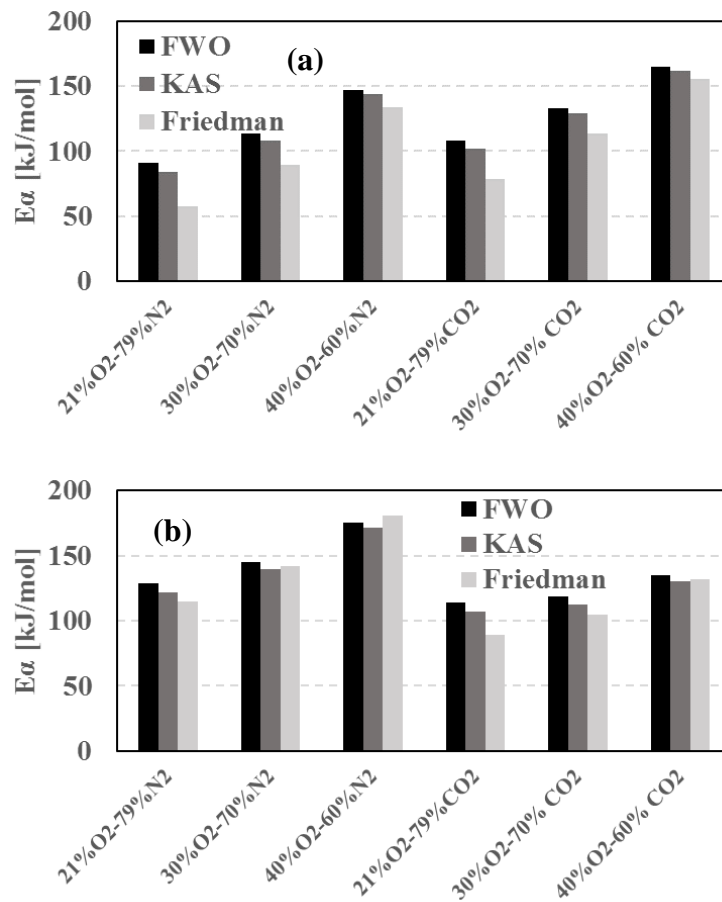 200
150
100
50
0
Eα [kJ/mol]
FWO
KAS
Friedman
(a)
21%O2-79%N2
30%O2-70%N2
40%O2-60%N2
21%O2-79%CO2
30%O2-70% CO2
40%O2-60% CO2
200
150
100
50
0
Eα [kJ/mol]
(b)
FWO
KAS
Friedman
21%O2-79%N2
30%O2-70%N2
40%O2-60%N2
21%O2-79%CO2
30%O2-70% CO2
40%O2-60% CO2